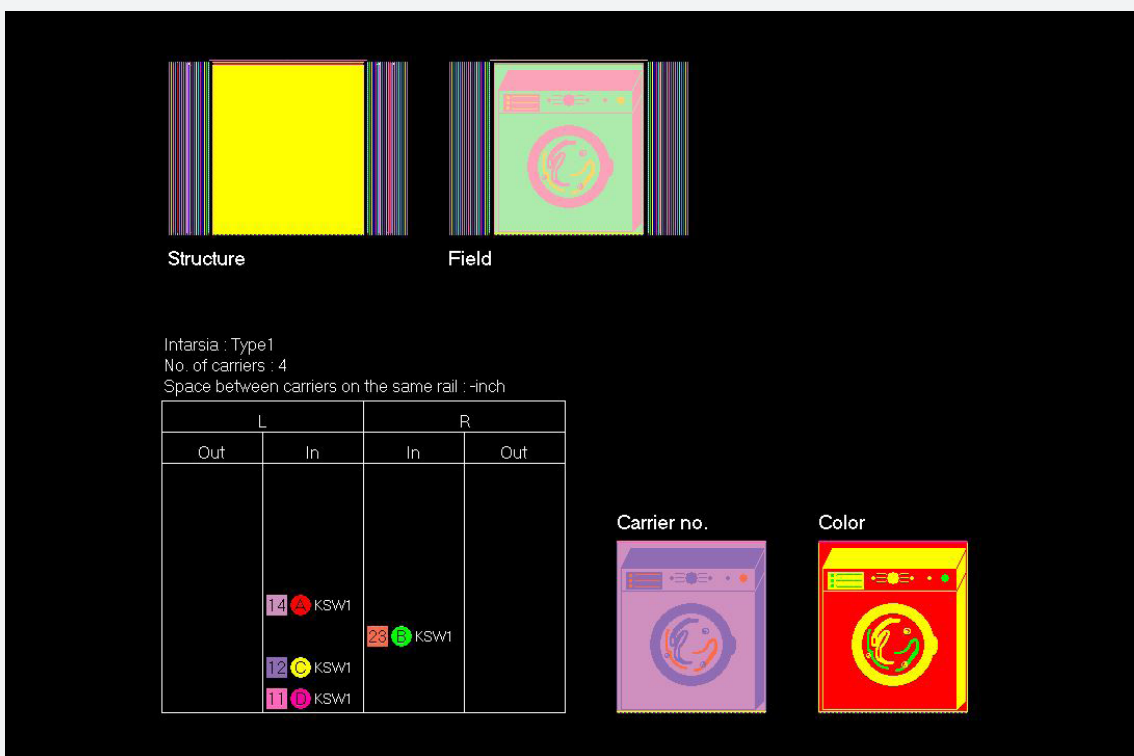 Structure
Field
Intarsia : Type1
No. of carriers : 4
Space between carriers on the same rail : -inch
L R
Out In In Out
14 A KSW1
23 B KSW1
12 C KSW1
11 D KSW1
Carrier no.
Color